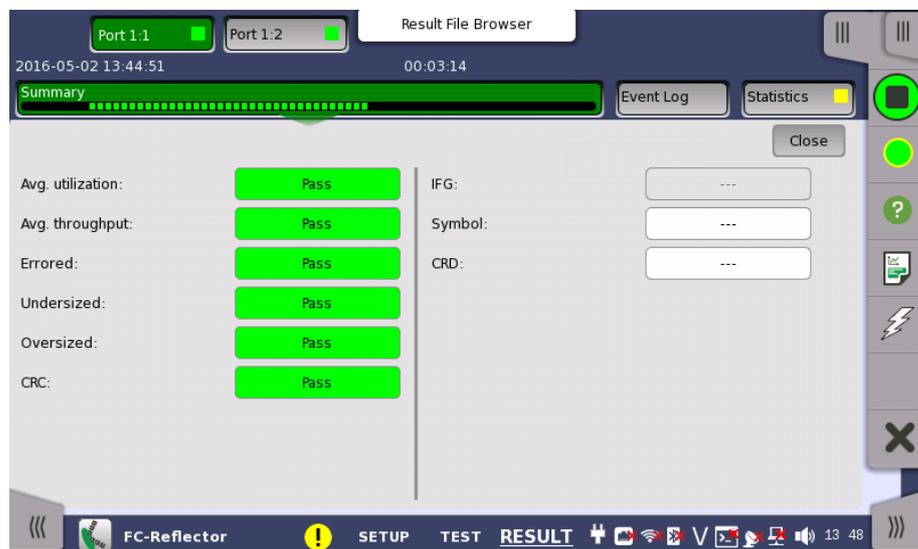 Result File Browser
Port 1:1
Port 1:2
2016-05-02 13:44:51
00:03:14
Summary
Event Log
Statistics
Close
Avg. utilization: Pass
IFG: ---
Avg. throughput: Pass
Symbol: ---
Errored: Pass
CRD: ---
Undersized: Pass
Oversized: Pass
CRC: Pass
FC-Reflector
SETUP TEST RESULT
13 48